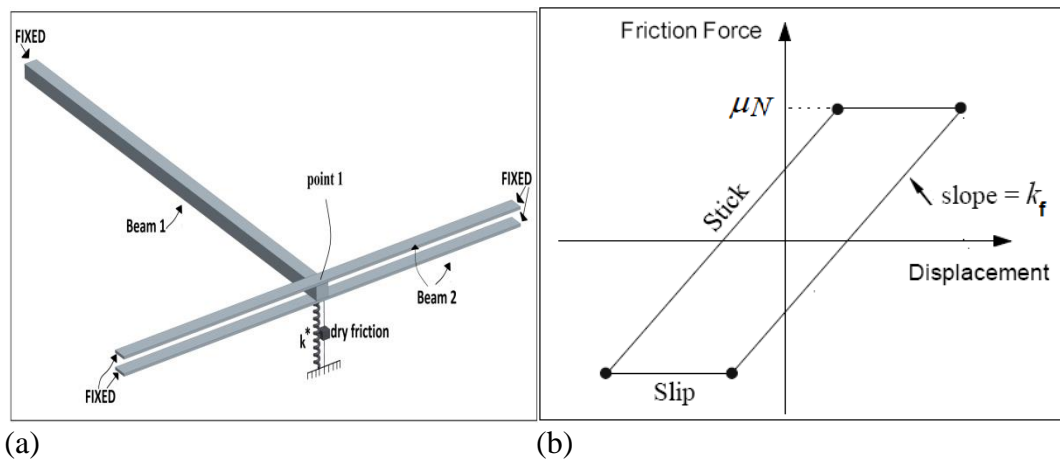 FIXED
point 1
FIXED
Beam 1
Beam 2
k*
dry friction
FIXED
(a)
Friction Force
μN
Stick
slope = kf
Displacement
Slip
(b)